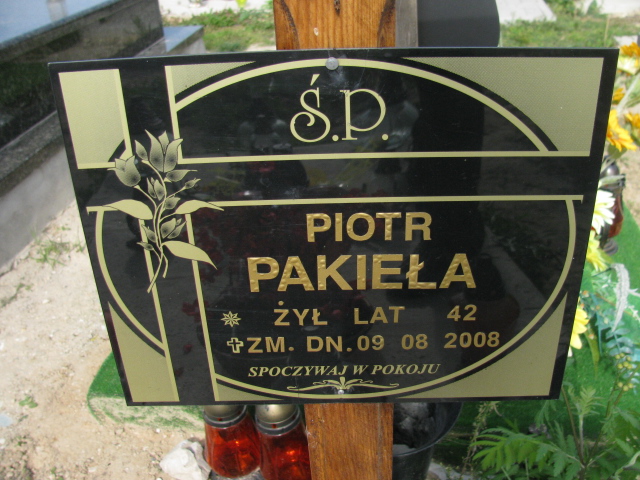 Ś.P.
PIOTR
PAKIEŁA
ŻYŁ LAT 42
ZM. DN. 09 08 2008
SPOCZYWAJ W POKOJU